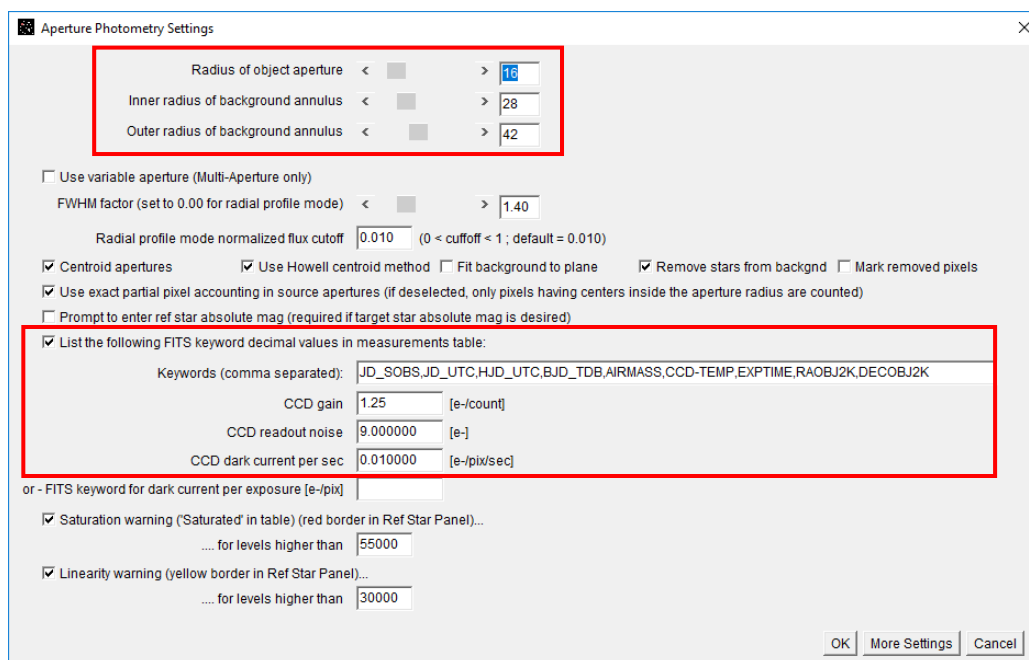 Aperture Photometry Settings
Radius of object aperture < > 16
Inner radius of background annulus < > 28
Outer radius of background annulus < > 42
Use variable aperture (Multi-Aperture only)
FWHM factor (set to 0.00 for radial profile mode) < > 1.40
Radial profile mode normalized flux cutoff 0.010 (0 < cuffoff < 1 ; default = 0.010)
Centroid apertures Use Howell centroid method Fit background to plane Remove stars from backgnd Mark removed pixels
Use exact partial pixel accounting in source apertures (if deselected, only pixels having centers inside the aperture radius are counted)
Prompt to enter ref star absolute mag (required if target star absolute mag is desired)
List the following FITS keyword decimal values in measurements table:
Keywords (comma separated): JD_SOBS,JD_UTC,HJD_UTC,BJD_TDB,AIRMASS,CCD-TEMP,EXPTIME,RAOBJ2K,DECOBJ2K
CCD gain 1.25 [e-/count]
CCD readout noise 9.000000 [e-]
CCD dark current per sec 0.010000 [e-/pix/sec]
or - FITS keyword for dark current per exposure [e-/pix]
Saturation warning ('Saturated' in table) (red border in Ref Star Panel)...
.... for levels higher than 55000
Linearity warning (yellow border in Ref Star Panel)...
.... for levels higher than 30000
OK More Settings Cancel